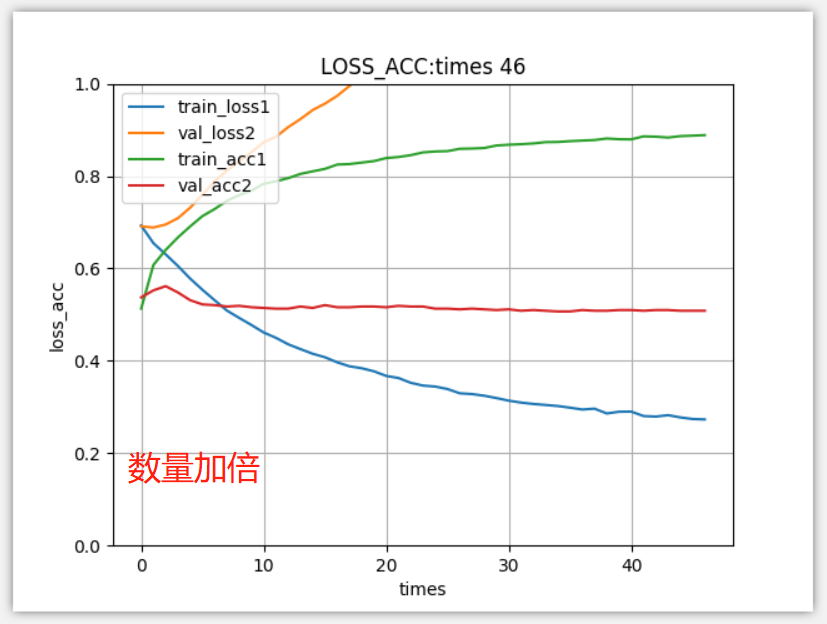 LOSS_ACC:times 46
1.0
train_loss1
val_loss2
train_acc1
val_acc2
0.8
0.6
loss_acc
0.4
0.2
数量加倍
0.0
0 10 20 30 40
times